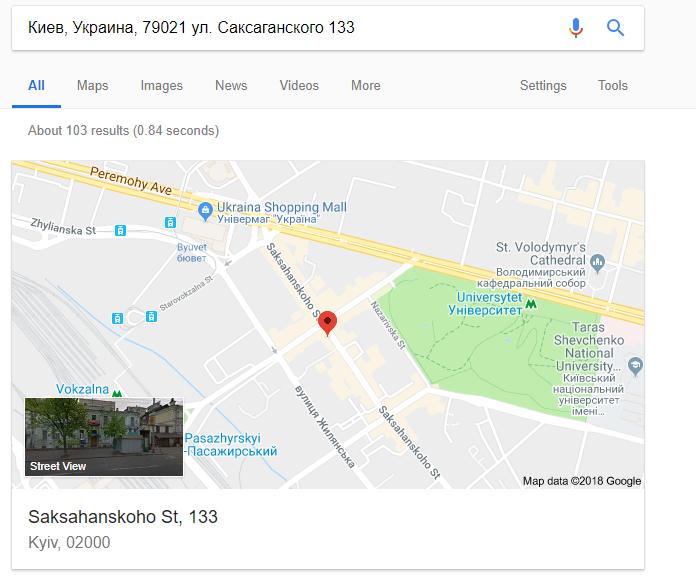 Киев, Украина, 79021 ул. Саксаганского 133
All Maps Images News Videos More Settings Tools
About 103 results (0.84 seconds)
Peremohy Ave
Ukraina Shopping Mall
Універмаг "Україна"
Zhylianska St
Byuvet
бювет
Saksahanskoho St
St. Volodymyr's
Cathedral
Володимирський
кафедральний собор
Starovokzalna St
Nazarivska St
Universytet
Університет
Taras
Shevchenko
National
University...
Київський
національний
університет
імені...
Vokzalna
вулиця Жилянська
Saksahanskoho St
Pasazhyrskyi
-Пасажирський
Street View
Map data ©2018 Google
Saksahanskoho St, 133
Kyiv, 02000